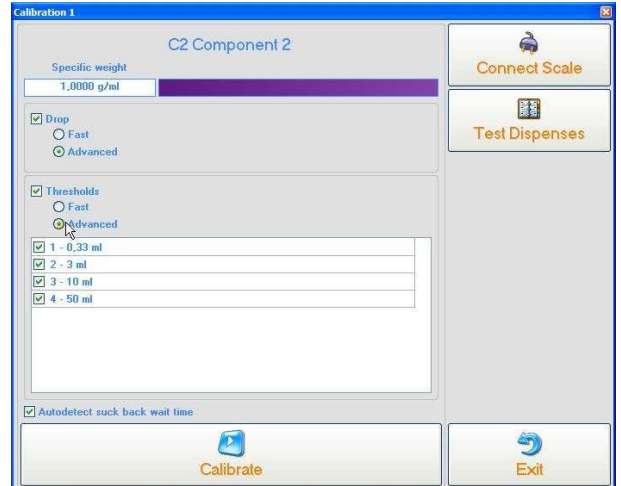 Calibration 1
C2 Component 2
Specific weight
1,0000 g/ml
Drop
Fast
Advanced
Thresholds
Fast
Advanced
1 - 0,33 ml
2 - 3 ml
3 - 10 ml
4 - 50 ml
Autodetect suck back wait time
Calibrate
Connect Scale
Test Dispenses
Exit